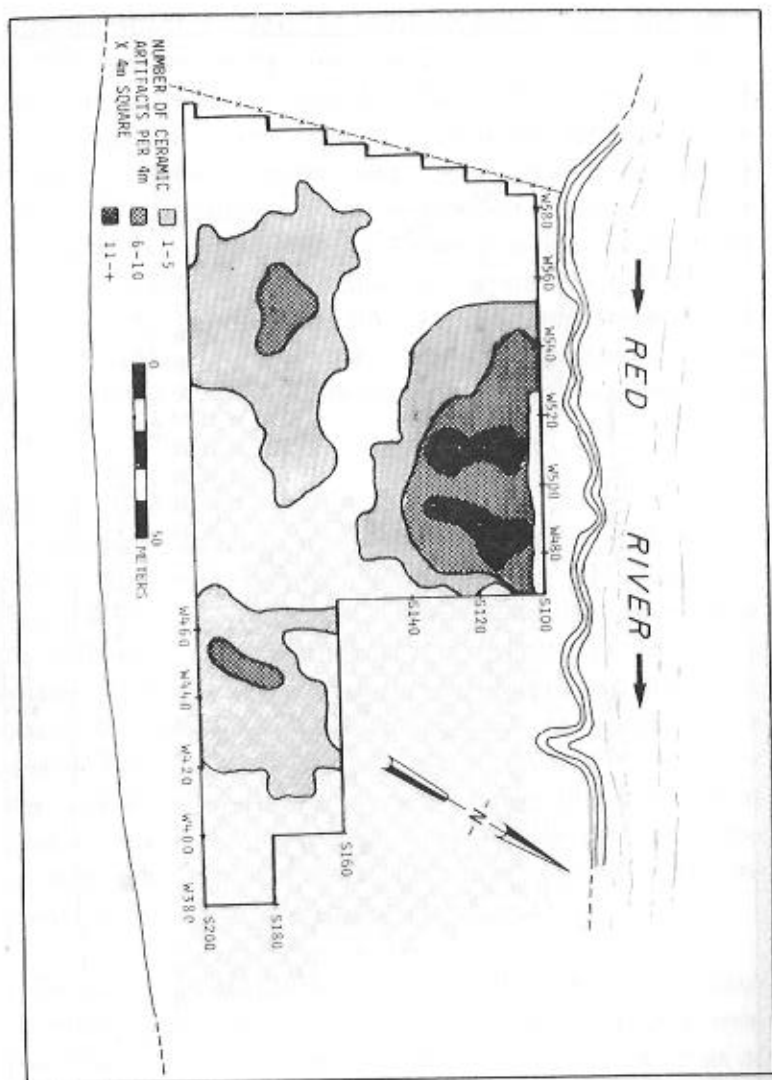 RED RIVER
W580
W560
W540
W520
W500
W480
S100
S120
S140
W460
W440
W420
W400
W380
S160
S180
S200
-N-
NUMBER OF CERAMIC
ARTIFACTS PER 4m
X 4m SQUARE
1-5
6-10
11-+
0
50
METERS